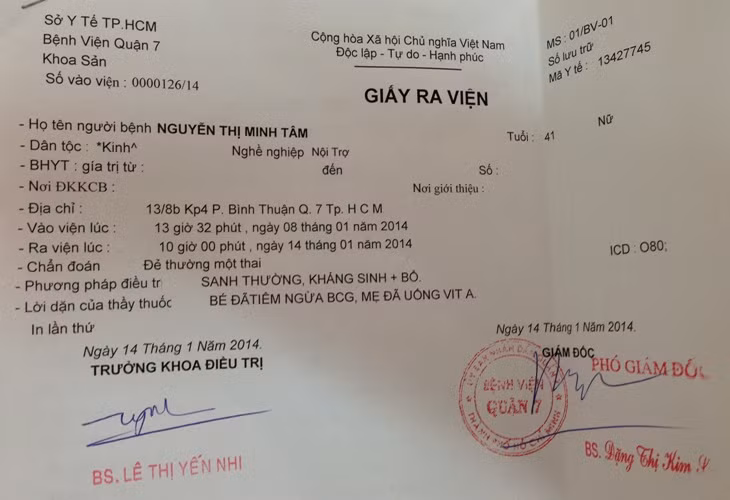 Sở Y Tế TP.HCM
Bệnh Viện Quận 7
Khoa Sản
Số vào viện : 0000126/14
Cộng hòa Xã hội Chủ nghĩa Việt Nam
Độc lập - Tự do - Hạnh phúc
MS : 01/BV-01
Số lưu trữ
Mã Y tế : 13427745
GIẤY RA VIỆN
- Họ tên người bệnh NGUYỄN THỊ MINH TÂM Tuổi : 41 Nữ
- Dân tộc : *Kinh^ Nghề nghiệp Nội Trợ
- BHYT : gía trị từ : đến Số :
- Nơi ĐKKCB : Nơi giới thiệu :
- Địa chỉ : 13/8b Kp4 P. Bình Thuận Q. 7 Tp. H C M
- Vào viện lúc : 13 giờ 32 phút, ngày 08 tháng 01 năm 2014
- Ra viện lúc : 10 giờ 00 phút , ngày 14 tháng 01 năm 2014
- Chẩn đoán Đẻ thường một thai ICD : O80;
- Phương pháp điều trị SANH THƯỜNG, KHÁNG SINH + BỔ.
- Lời dặn của thầy thuốc BÉ ĐÃTIÊM NGỪA BCG, MẸ ĐÃ UỐNG VIT A.
In lần thứ
Ngày 14 Tháng 1 Năm 2014.
TRƯỞNG KHOA ĐIỀU TRỊ
BS. LÊ THỊ YẾN NHI
Ngày 14 Tháng 1 Năm 2014.
GIÁM ĐỐC
PHÓ GIÁM ĐỐC
BỆNH VIỆN
QUẬN 7
BS. Đặng Thị Kim